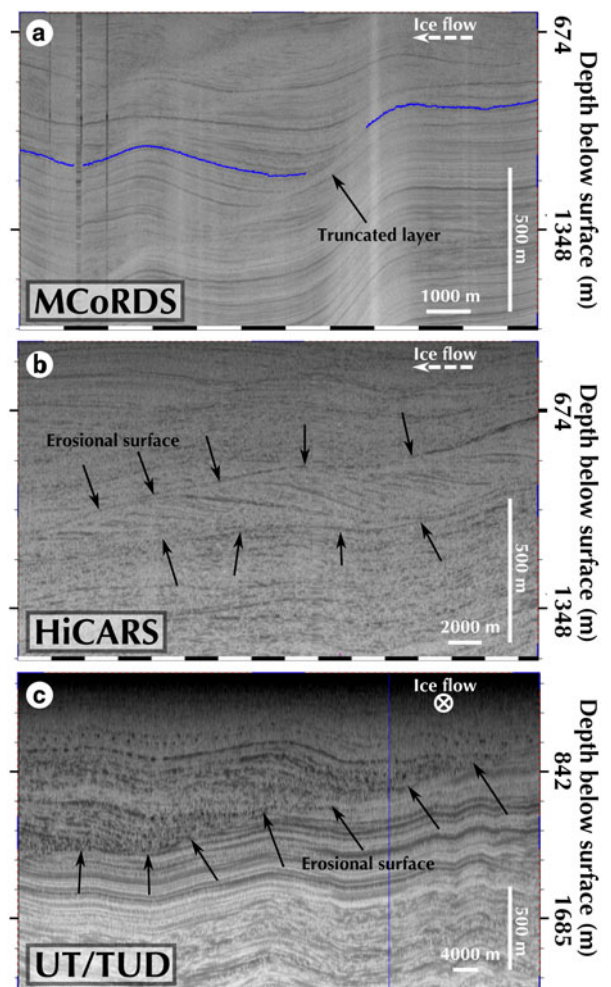 a
Ice flow
674
Truncated layer
500 m
1348
MCoRDS
1000 m
Depth below surface (m)
b
Ice flow
Erosional surface
674
500 m
1348
HiCARS
2000 m
Depth below surface (m)
c
Ice flow
842
Erosional surface
500 m
1685
UT/TUD
4000 m
Depth below surface (m)